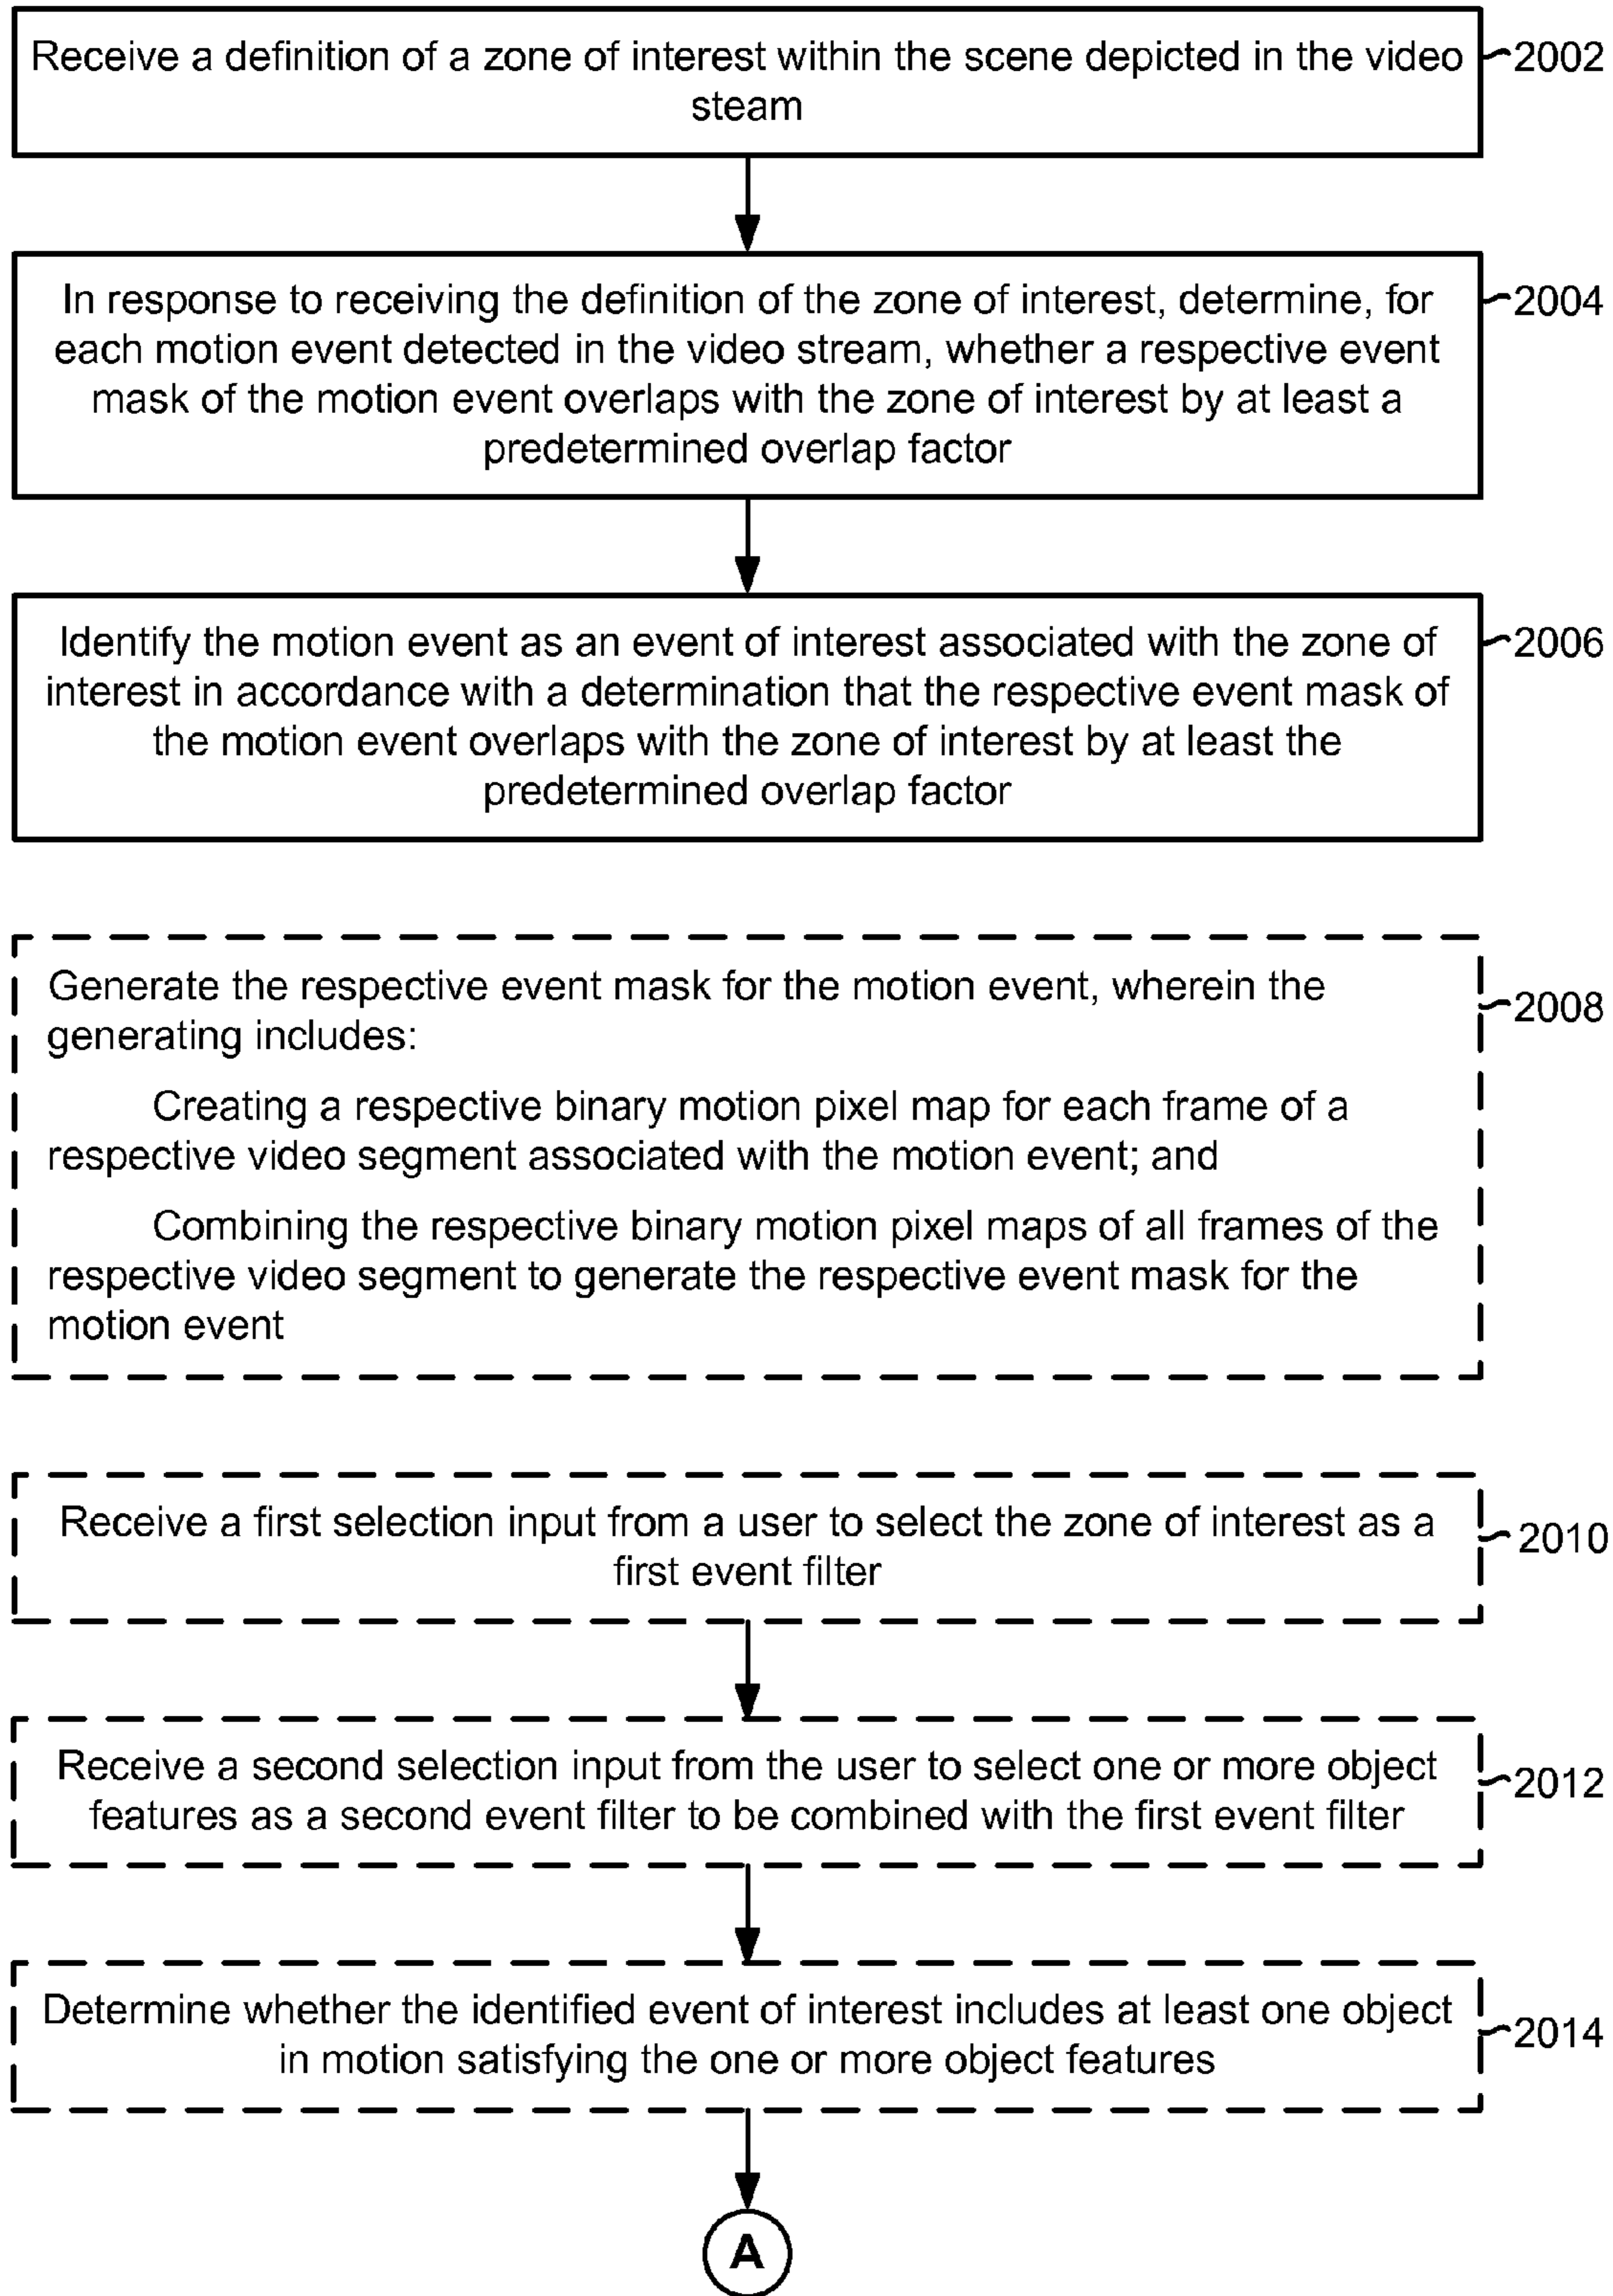 Receive a definition of a zone of interest within the scene depicted in the video
steam
2002
In response to receiving the definition of the zone of interest, determine, for
each motion event detected in the video stream, whether a respective event
mask of the motion event overlaps with the zone of interest by at least a
predetermined overlap factor
2004
Identify the motion event as an event of interest associated with the zone of
interest in accordance with a determination that the respective event mask of
the motion event overlaps with the zone of interest by at least the
predetermined overlap factor
2006
Generate the respective event mask for the motion event, wherein the
generating includes:
Creating a respective binary motion pixel map for each frame of a
respective video segment associated with the motion event; and
Combining the respective binary motion pixel maps of all frames of the
respective video segment to generate the respective event mask for the
motion event
2008
Receive a first selection input from a user to select the zone of interest as a
first event filter
2010
Receive a second selection input from the user to select one or more object
features as a second event filter to be combined with the first event filter
2012
Determine whether the identified event of interest includes at least one object
in motion satisfying the one or more object features
2014
A